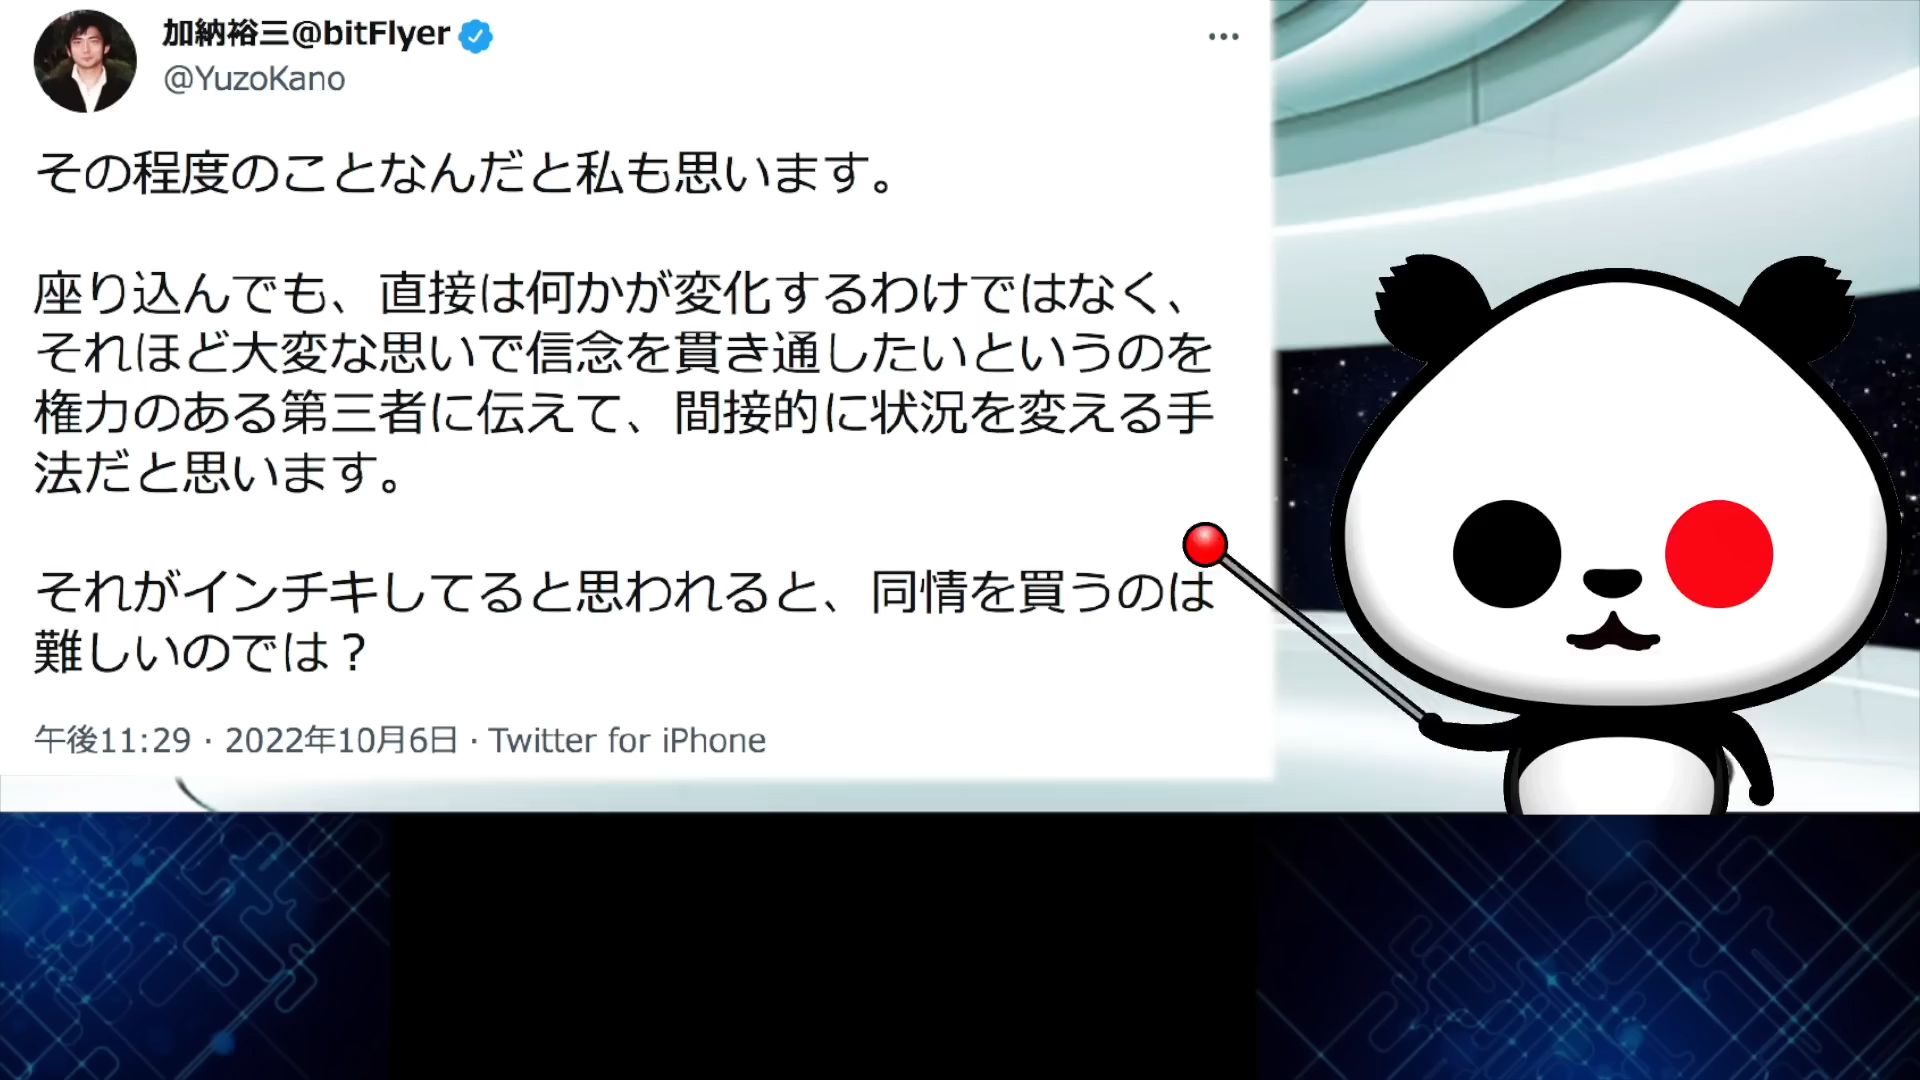 加納裕三@bitFlyer
@YuzoKano
その程度のことなんだと私も思います。
座り込んでも、直接は何かが変化するわけではなく、
それほど大変な思いで信念を貫き通したいというのを
権力のある第三者に伝えて、間接的に状況を変える手
法だと思います。
それがインチキしてると思われると、同情を買うのは
難しいのでは？
午後11:29 · 2022年10月6日 · Twitter for iPhone